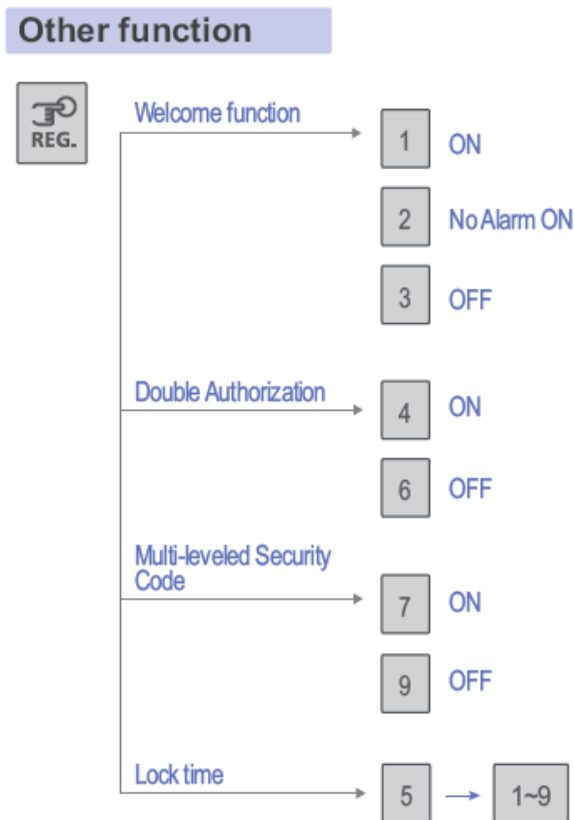 Other function
REG.
Welcome function
1 ON
2 No Alarm ON
3 OFF
Double Authorization
4 ON
6 OFF
Multi-leveled Security
Code
7 ON
9 OFF
Lock time
5 → 1~9